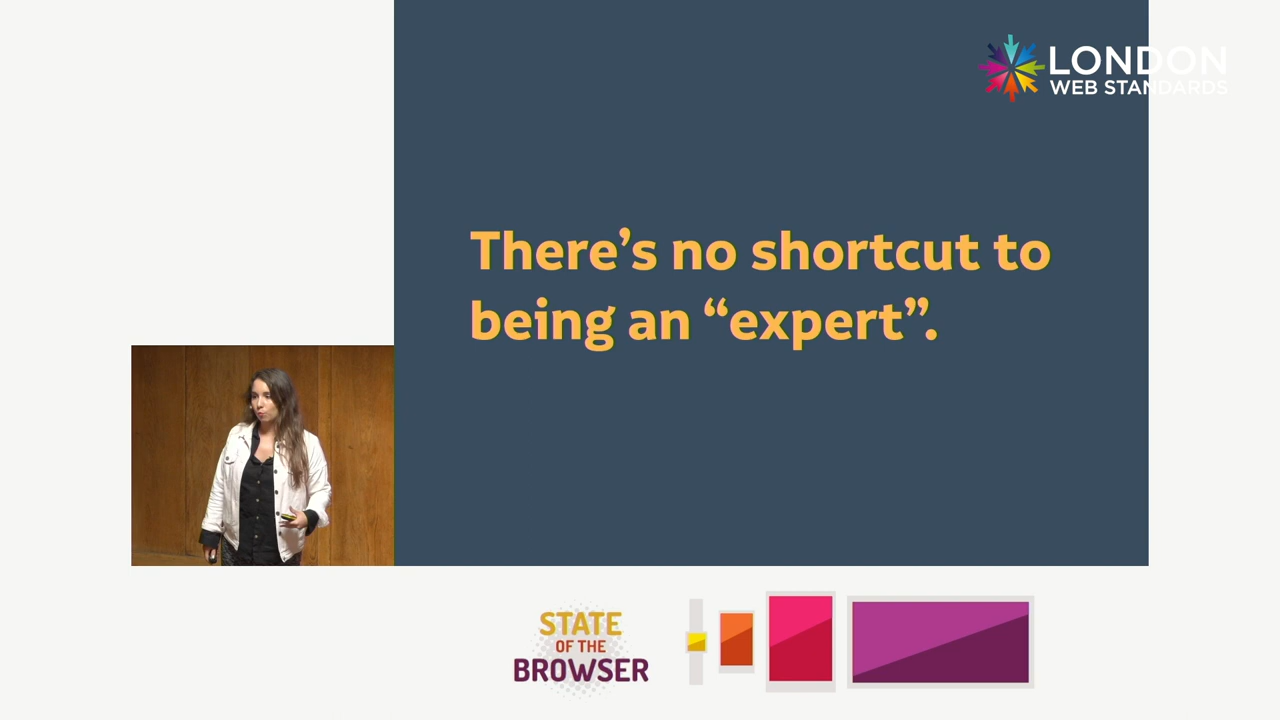 LONDON
WEB STANDARDS
There’s no shortcut to
being an “expert”.
STATE
OF THE
BROWSER